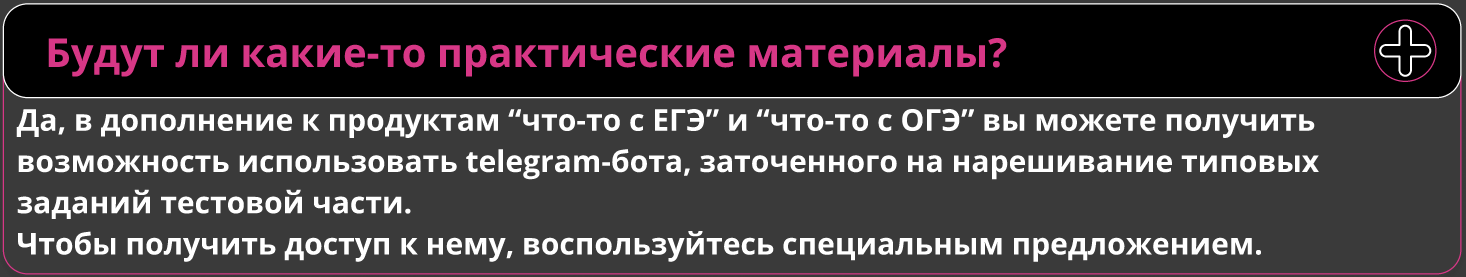 Будут ли какие-то практические материалы?
Да, в дополнение к продуктам “что-то с ЕГЭ” и “что-то с ОГЭ” вы можете получить
возможность использовать telegram-бота, заточенного на нарешивание типовых
заданий тестовой части.
Чтобы получить доступ к нему, воспользуйтесь специальным предложением.